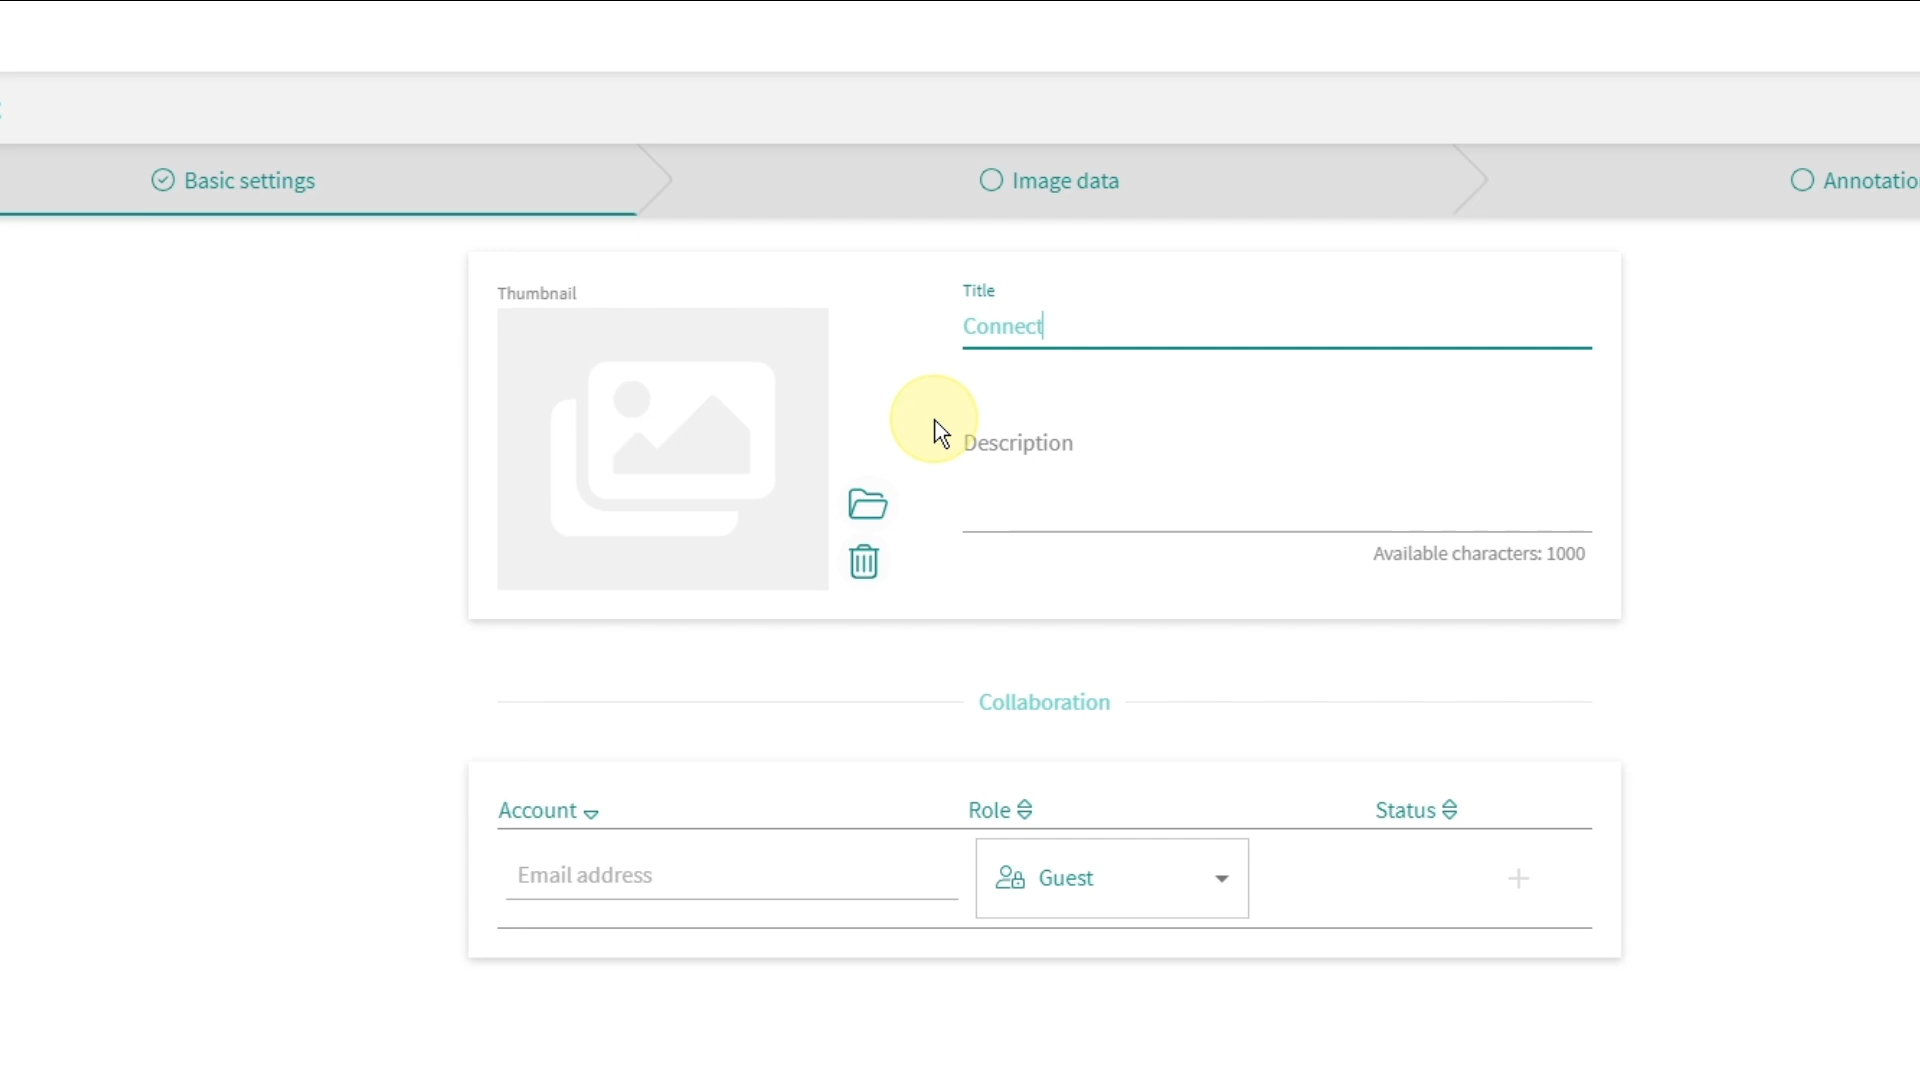 Basic settings
Image data
Annotatio
Thumbnail
Title
Connect
Description
Available characters: 1000
Collaboration
Account
Role
Status
Email address
Guest